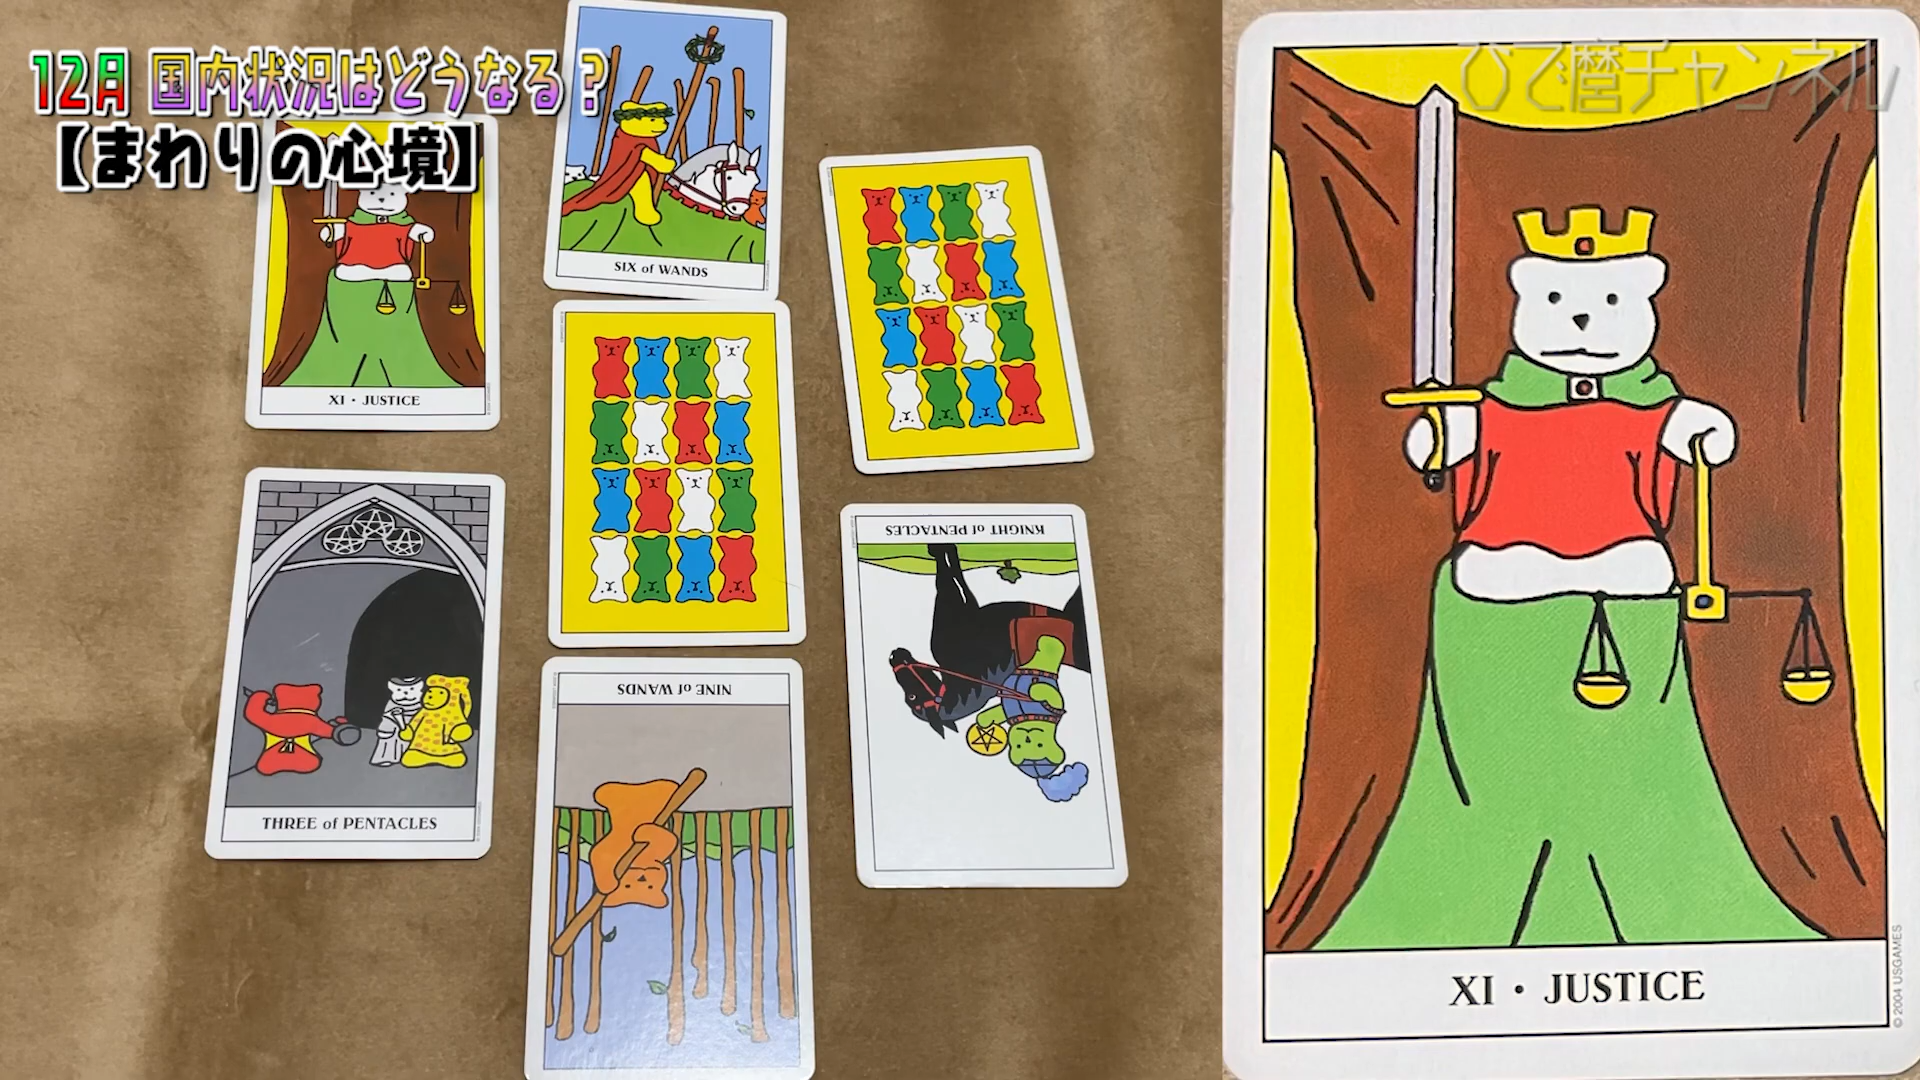 12月 国内状況はどうなる？
【まわりの心境】
ひで麿チャンネル
SIX of WANDS
XI • JUSTICE
KNIGHT of PENTACLES
NINE of WANDS
THREE of PENTACLES
XI • JUSTICE
© 2004 USGAMES